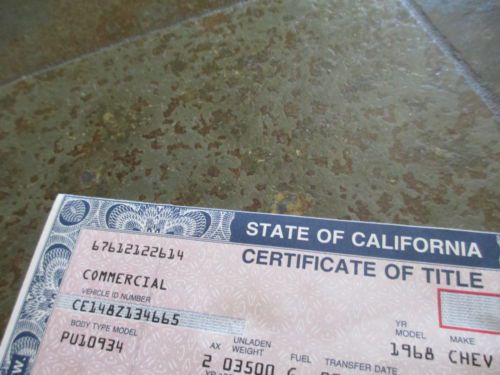 STATE OF CALIFORNIA
CERTIFICATE OF TITLE
67612122614
COMMERCIAL
VEHICLE ID NUMBER
CE148Z134665
YR MODEL MAKE
1968 CHEV
BODY TYPE MODEL
PU10934
AX UNLADEN WEIGHT FUEL TRANSFER DATE
2 03500 G